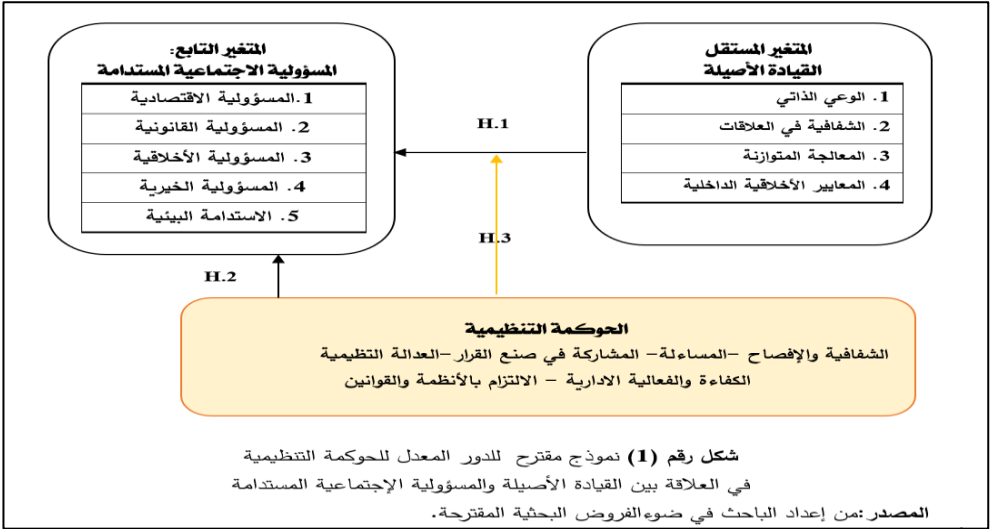 المتغير المستقل
القيادة الأصيلة
1. الوعي الذاتي
2. الشفافية في العلاقات
3. المعالجة المتوازنة
4. المعايير الأخلاقية الداخلية
H.1
المتغير التابع:
المسؤولية الاجتماعية المستدامة
1.المسؤولية الاقتصادية
2. المسؤولية القانونية
3. المسؤولية الأخلاقية
4. المسؤولية الخيرية
5. الاستدامة البيئية
H.3
H.2
الحوكمة التنظيمية
الشفافية والإفصاح –المساءلة– المشاركة في صنع القرار –العدالة التظيمية
الكفاءة والفعالية الادارية – الالتزام بالأنظمة والقوانين
شكل رقم (1) نموذج مقترح للدور المعدل للحوكمة التنظيمية
في العلاقة بين القيادة الأصيلة والمسؤولية الإجتماعية المستدامة
المصدر:من إعداد الباحث في ضوءالفروض البحثية المقترحة.